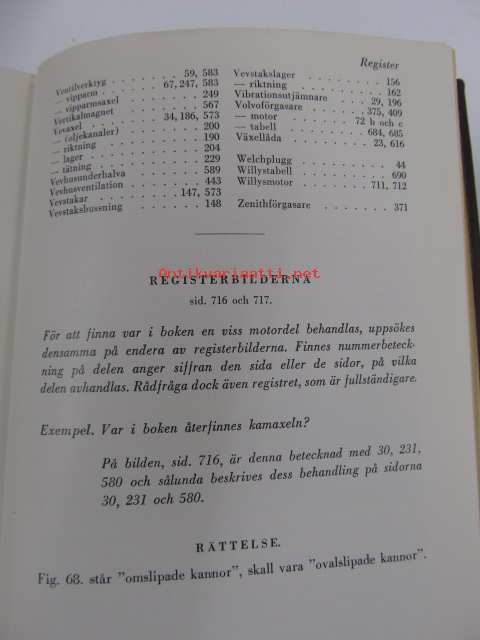 Register
Ventilverktyg . . . . . . . 59, 583
— vipparm . . . . . 67, 247, 583
— vipparmsaxel . . . . . . 249
Vertikalmagnet . . . . . . . 567
Vevaxel . . . . . . 34, 186, 573
— (oljekanaler) . . . . . . 200
— riktning . . . . . . . . 190
— lager . . . . . . . . . 204
— tätning . . . . . . . . 229
Vevhusunderhalva . . . . . . 589
Vevhusventilation . . . . . . 443
Vevstakar . . . . . . . 147, 573
Vevstaksbussning . . . . . . 148
Vevstakslager . . . . . . . . 156
— riktning . . . . . . . . 162
Vibrationsutjämnare . . . 29, 196
Volvoförgasare . . . . . 375, 409
— motor . . . . . . 72 b och c
— tabell . . . . . . . 684, 685
Växellåda . . . . . . . 23, 616
Welchplugg . . . . . . . . . 44
Willystabell . . . . . . . . 690
Willysmotor . . . . . . 711, 712
Zenithförgasare . . . . . . . 371
Antikvariaatti.net
REGISTERBILDERNA
sid. 716 och 717.
För att finna var i boken en viss motordel behandlas, uppsökes
densamma på endera av registerbilderna. Finnes nummerbeteck-
ning på delen anger siffran den sida eller de sidor, på vilka
delen avhandlas. Rådfråga dock även registret, som är fullständigare.
Exempel. Var i boken återfinnes kamaxeln?
På bilden, sid. 716, är denna betecknad med 30, 231,
580 och sålunda beskrives dess behandling på sidorna
30, 231 och 580.
RÄTTELSE.
Fig. 68. står "omslipade kannor", skall vara "ovalslipade kannor".